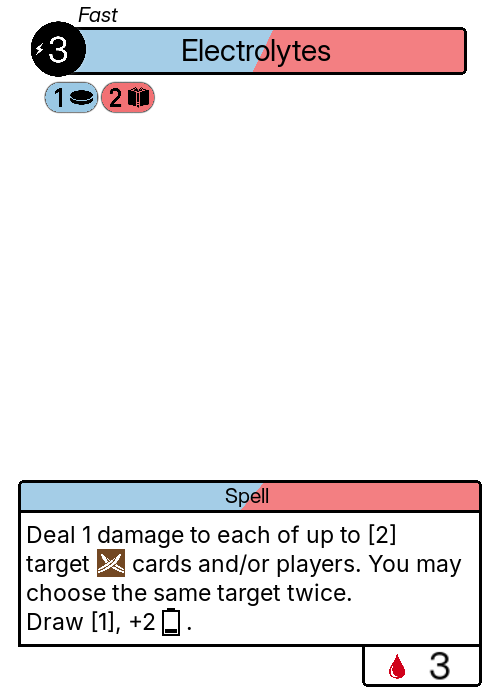 Fast
3 Electrolytes
1 2
Spell
Deal 1 damage to each of up to [2]
target cards and/or players. You may
choose the same target twice.
Draw [1], +2 .
3